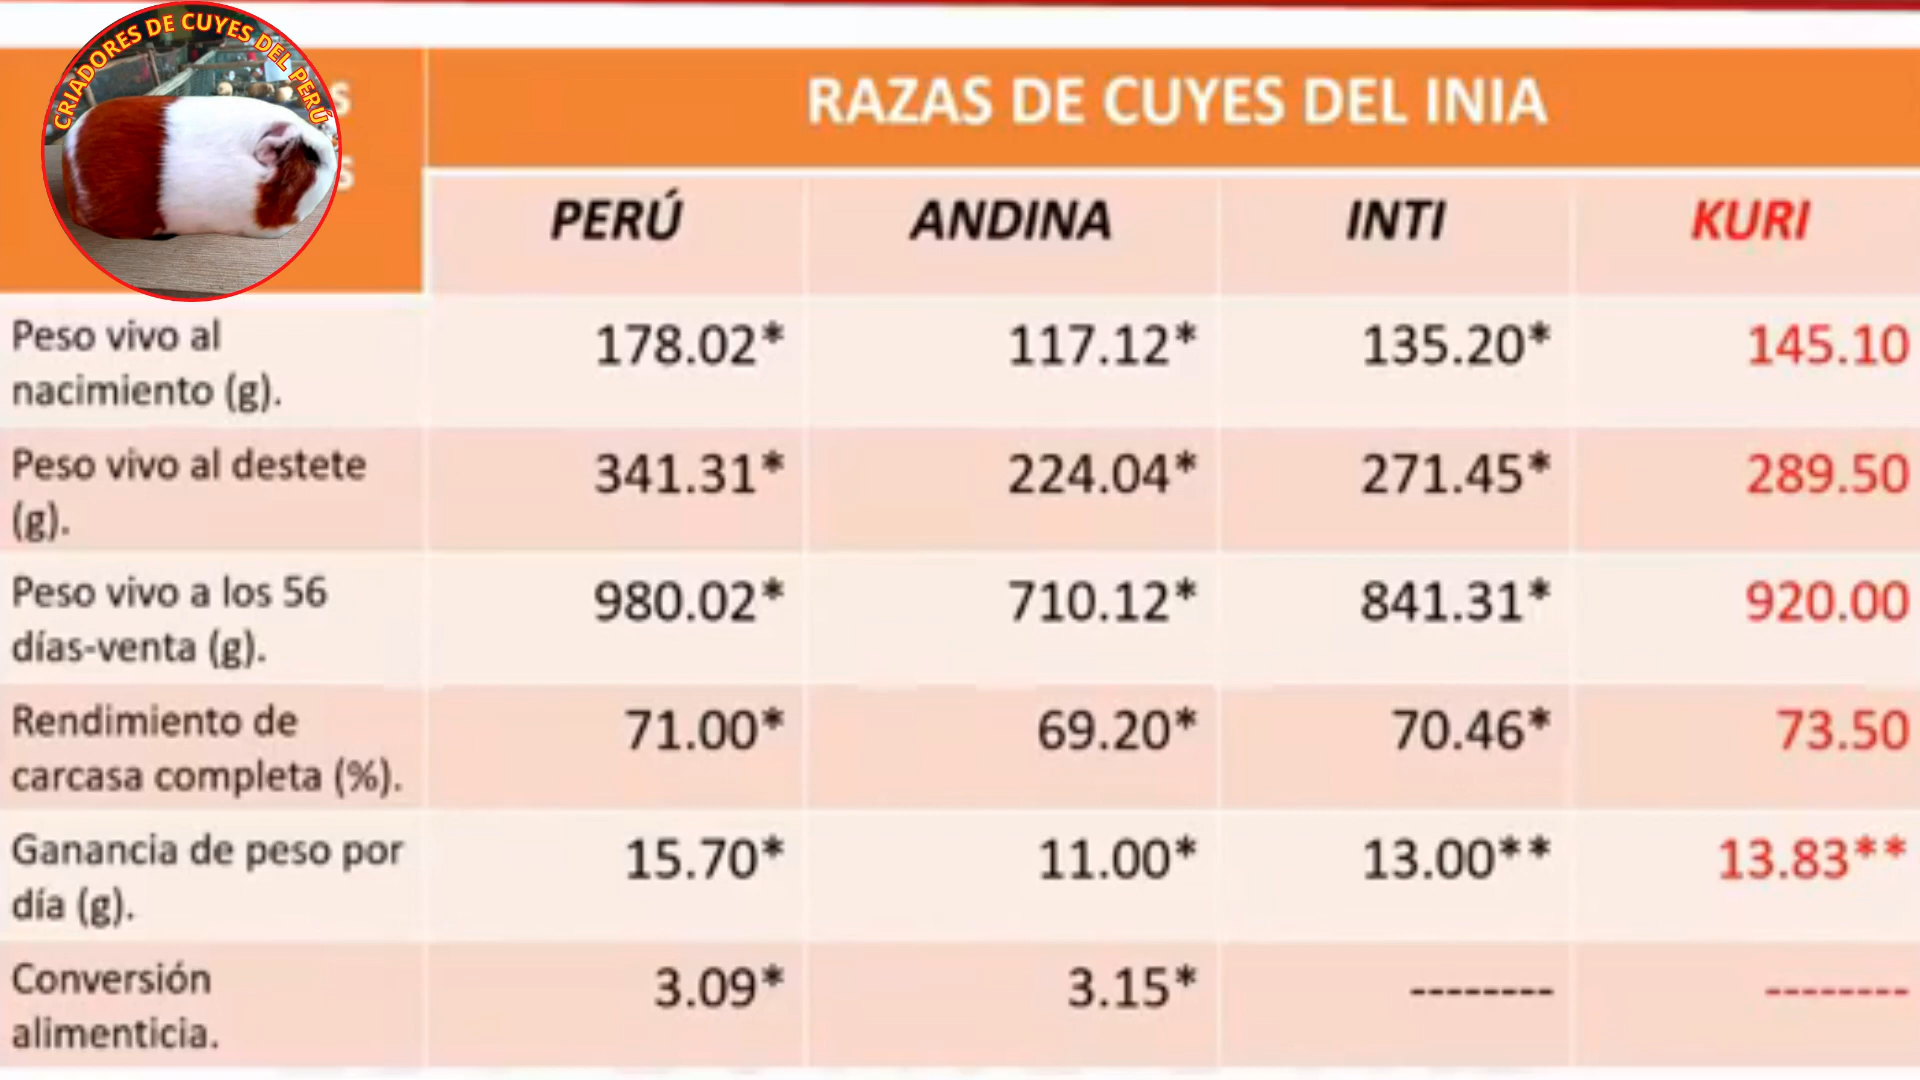 CRIADORES DE CUYES DEL PERÚ
RAZAS DE CUYES DEL INIA
PERÚ ANDINA INTI KURI
Peso vivo al
nacimiento (g). 178.02* 117.12* 135.20* 145.10
Peso vivo al destete
(g). 341.31* 224.04* 271.45* 289.50
Peso vivo a los 56
días-venta (g). 980.02* 710.12* 841.31* 920.00
Rendimiento de
carcasa completa (%). 71.00* 69.20* 70.46* 73.50
Ganancia de peso por
día (g). 15.70* 11.00* 13.00** 13.83**
Conversión
alimenticia. 3.09* 3.15* -------- --------